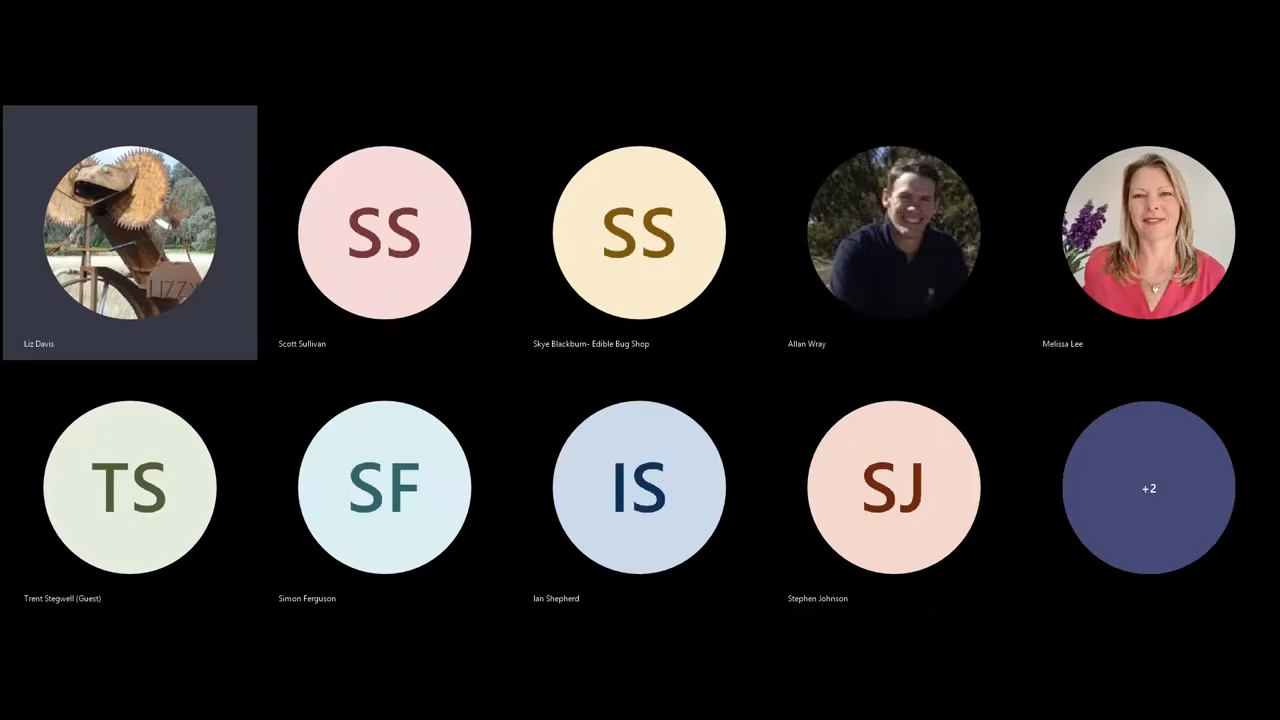 LIZZY
SS
SS
Liz Davis
Scott Sullivan
Skye Blackburn- Edible Bug Shop
Allan Wray
Melissa Lee
TS
SF
IS
SJ
+2
Trent Stegwell (Guest)
Simon Ferguson
Ian Shepherd
Stephen Johnson